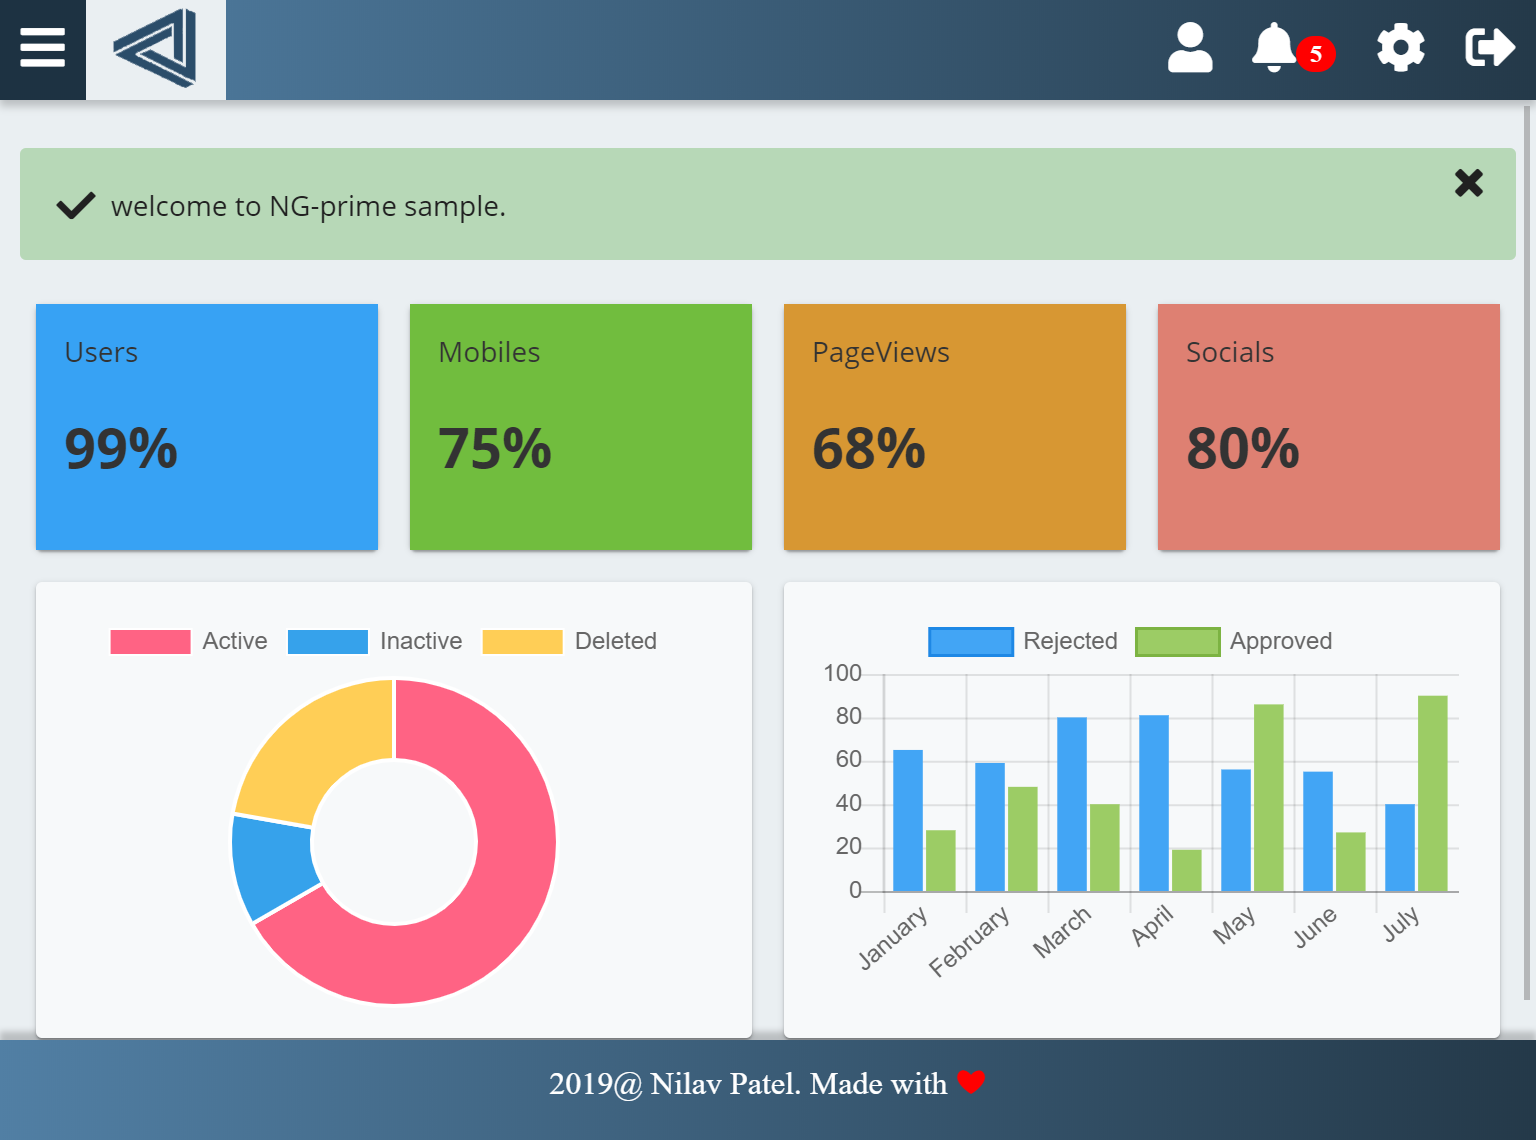 5
welcome to NG-prime sample.
Users
99%
Mobiles
75%
PageViews
68%
Socials
80%
Active Inactive Deleted
Rejected Approved
100
80
60
40
20
0
January February March April May June July
2019@ Nilav Patel. Made with